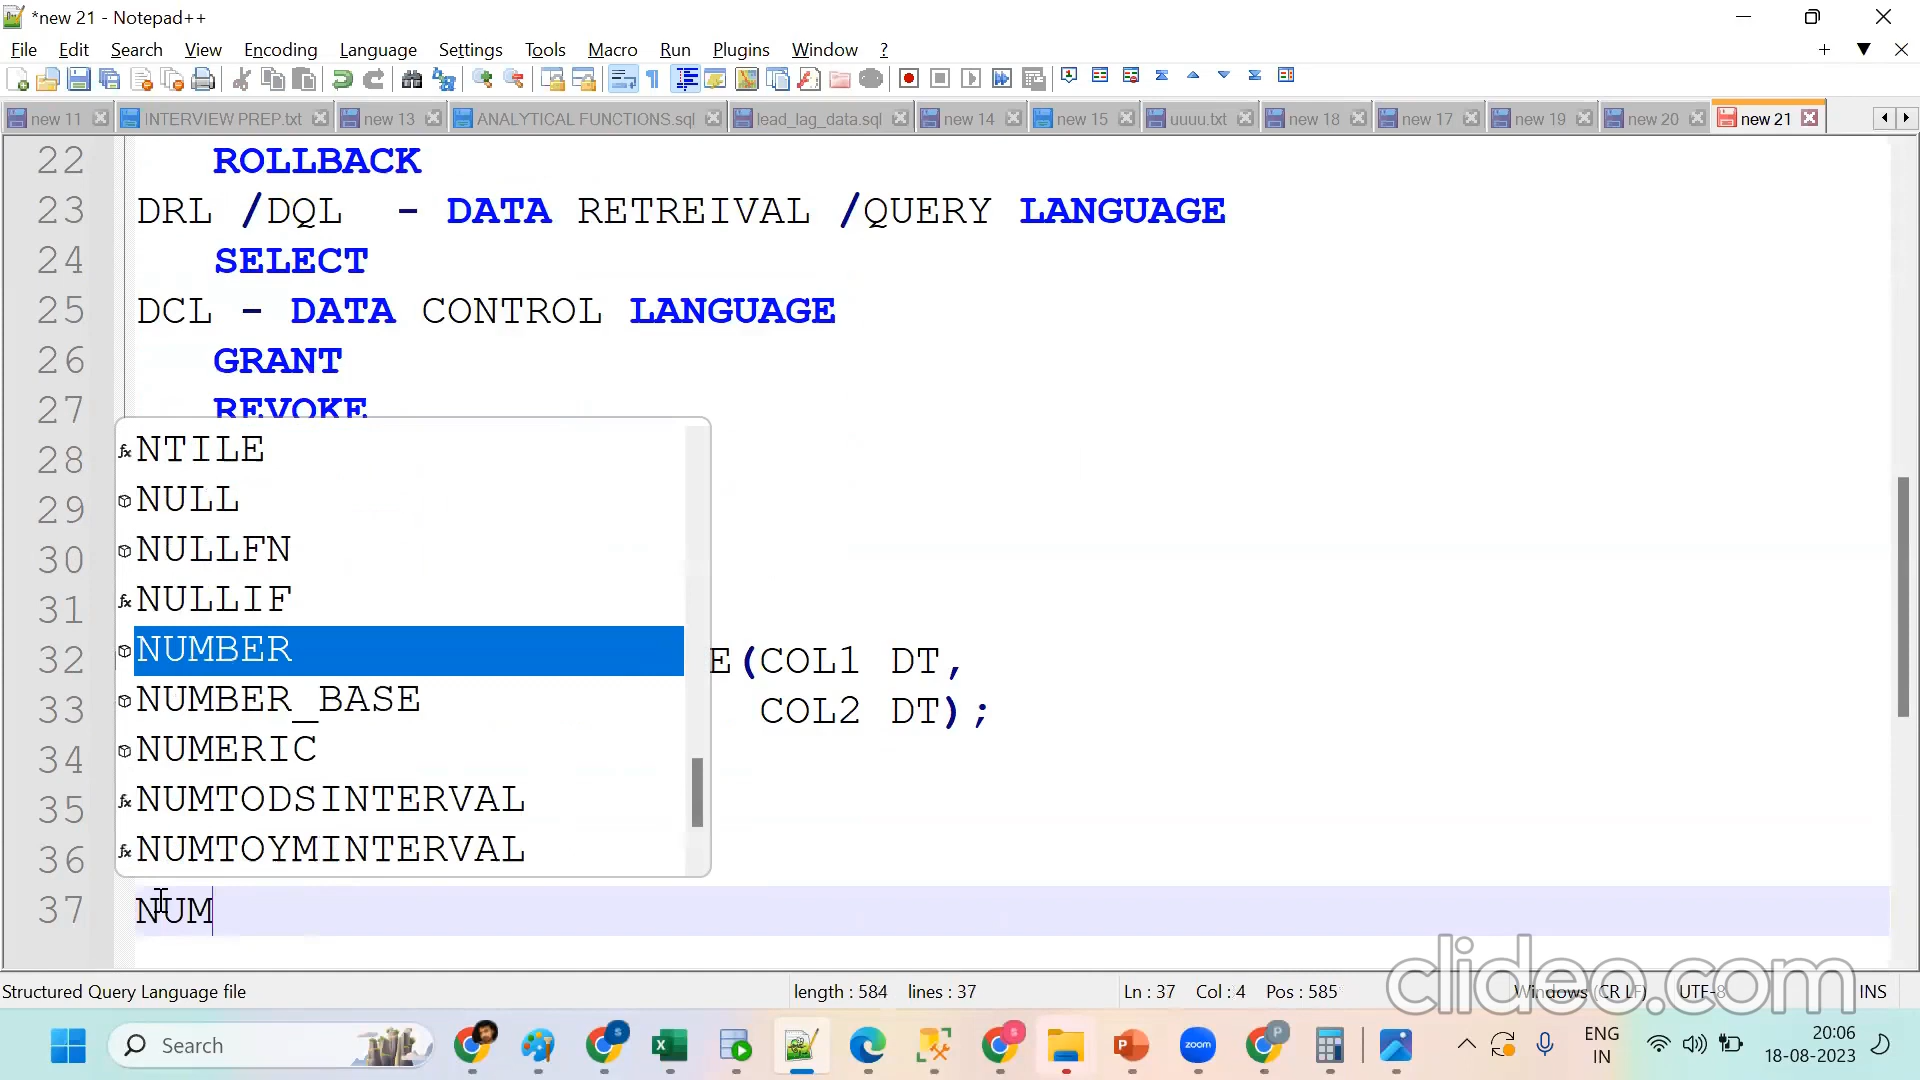 *new 21 - Notepad++
File Edit Search View Encoding Language Settings Tools Macro Run Plugins Window ?
new 11 INTERVIEW PREP.txt new 13 ANALYTICAL FUNCTIONS.sql lead_lag_data.sql new 14 new 15 uuuu.txt new 18 new 17 new 19 new 20 new 21
22 ROLLBACK
23 DRL /DQL - DATA RETREIVAL /QUERY LANGUAGE
24 SELECT
25 DCL - DATA CONTROL LANGUAGE
26 GRANT
27 REVOKE
28 NTILE
29 NULL
30 NULLFN
31 NULLIF
NUMBER
32 E(COL1 DT,
NUMBER_BASE
33 COL2 DT);
34 NUMERIC
35 NUMTODSINTERVAL
36 NUMTOYMINTERVAL
37 NUM
clideo.com
Structured Query Language file length : 584 lines : 37 Ln : 37 Col : 4 Pos : 585 Windows (CR LF) UTF-8 INS
Search zoom ENG IN 20:06 18-08-2023